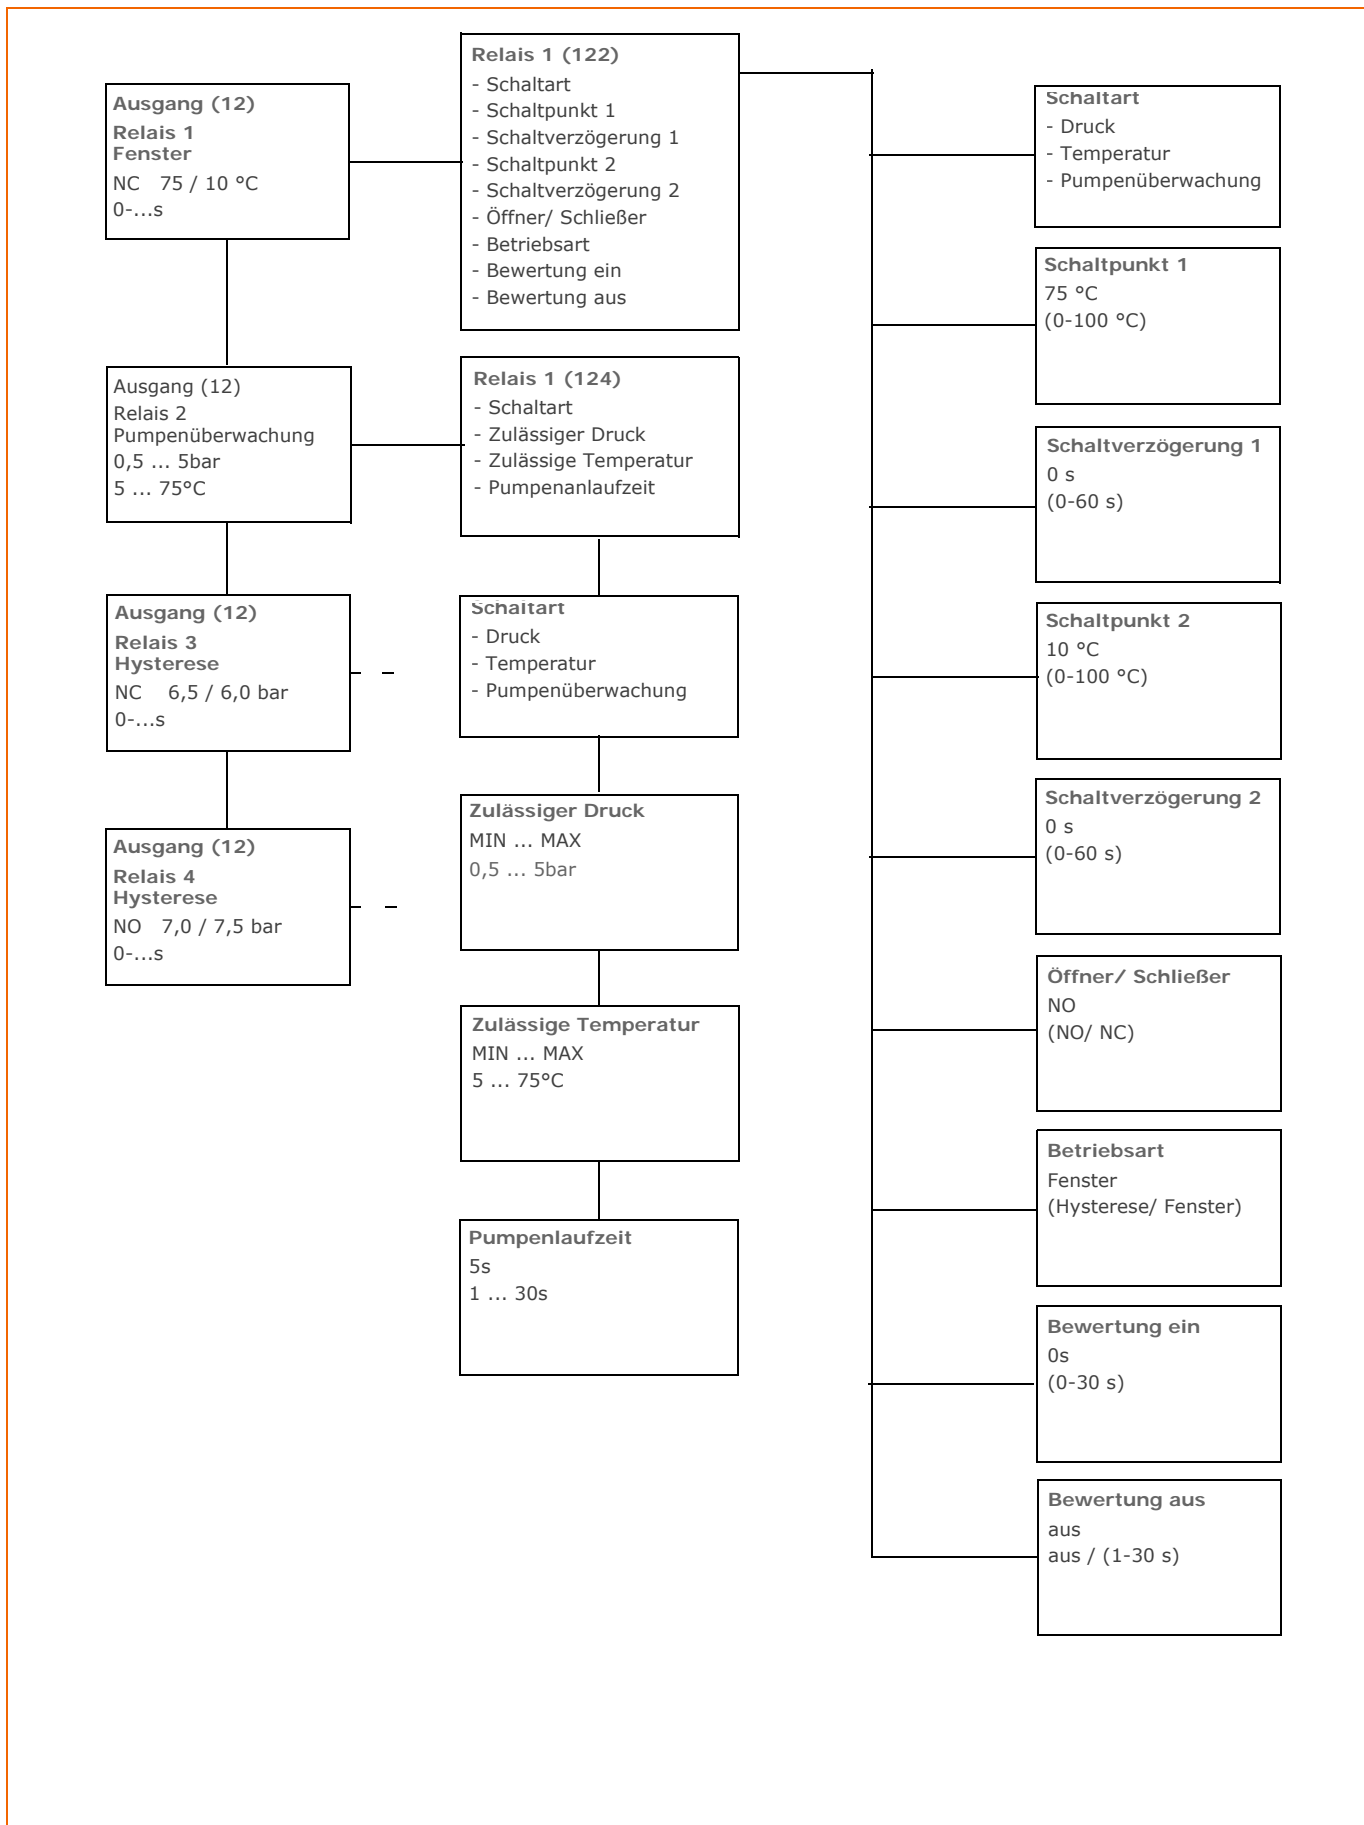 Ausgang (12)
Relais 1
Fenster
NC 75 / 10 °C
0-...s
Ausgang (12)
Relais 2
Pumpenüberwachung
0,5 ... 5bar
5 ... 75°C
Ausgang (12)
Relais 3
Hysterese
NC 6,5 / 6,0 bar
0-...s
Ausgang (12)
Relais 4
Hysterese
NO 7,0 / 7,5 bar
0-...s
Relais 1 (122)
- Schaltart
- Schaltpunkt 1
- Schaltverzögerung 1
- Schaltpunkt 2
- Schaltverzögerung 2
- Öffner/ Schließer
- Betriebsart
- Bewertung ein
- Bewertung aus
Relais 1 (124)
- Schaltart
- Zulässiger Druck
- Zulässige Temperatur
- Pumpenanlaufzeit
Schaltart
- Druck
- Temperatur
- Pumpenüberwachung
Zulässiger Druck
MIN ... MAX
0,5 ... 5bar
Zulässige Temperatur
MIN ... MAX
5 ... 75°C
Pumpenlaufzeit
5s
1 ... 30s
Schaltart
- Druck
- Temperatur
- Pumpenüberwachung
Schaltpunkt 1
75 °C
(0-100 °C)
Schaltverzögerung 1
0 s
(0-60 s)
Schaltpunkt 2
10 °C
(0-100 °C)
Schaltverzögerung 2
0 s
(0-60 s)
Öffner/ Schließer
NO
(NO/ NC)
Betriebsart
Fenster
(Hysterese/ Fenster)
Bewertung ein
0s
(0-30 s)
Bewertung aus
aus
aus / (1-30 s)